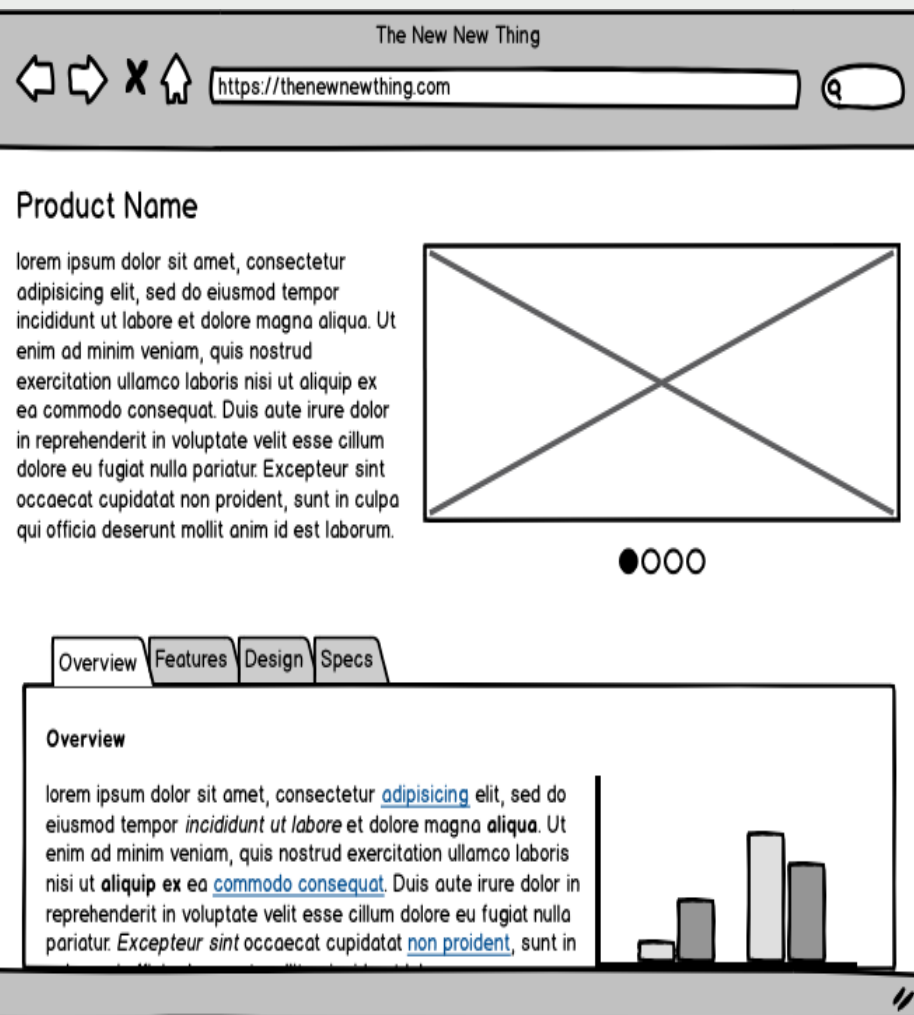 The New New Thing
https://thenewnewthing.com
Product Name
lorem ipsum dolor sit amet, consectetur
adipisicing elit, sed do eiusmod tempor
incididunt ut labore et dolore magna aliqua. Ut
enim ad minim veniam, quis nostrud
exercitation ullamco laboris nisi ut aliquip ex
ea commodo consequat. Duis aute irure dolor
in reprehenderit in voluptate velit esse cillum
dolore eu fugiat nulla pariatur. Excepteur sint
occaecat cupidatat non proident, sunt in culpa
qui officia deserunt mollit anim id est laborum.
Overview Features Design Specs
Overview
lorem ipsum dolor sit amet, consectetur adipisicing elit, sed do
eiusmod tempor incididunt ut labore et dolore magna aliqua. Ut
enim ad minim veniam, quis nostrud exercitation ullamco laboris
nisi ut aliquip ex ea commodo consequat. Duis aute irure dolor in
reprehenderit in voluptate velit esse cillum dolore eu fugiat nulla
pariatur. Excepteur sint occaecat cupidatat non proident, sunt in